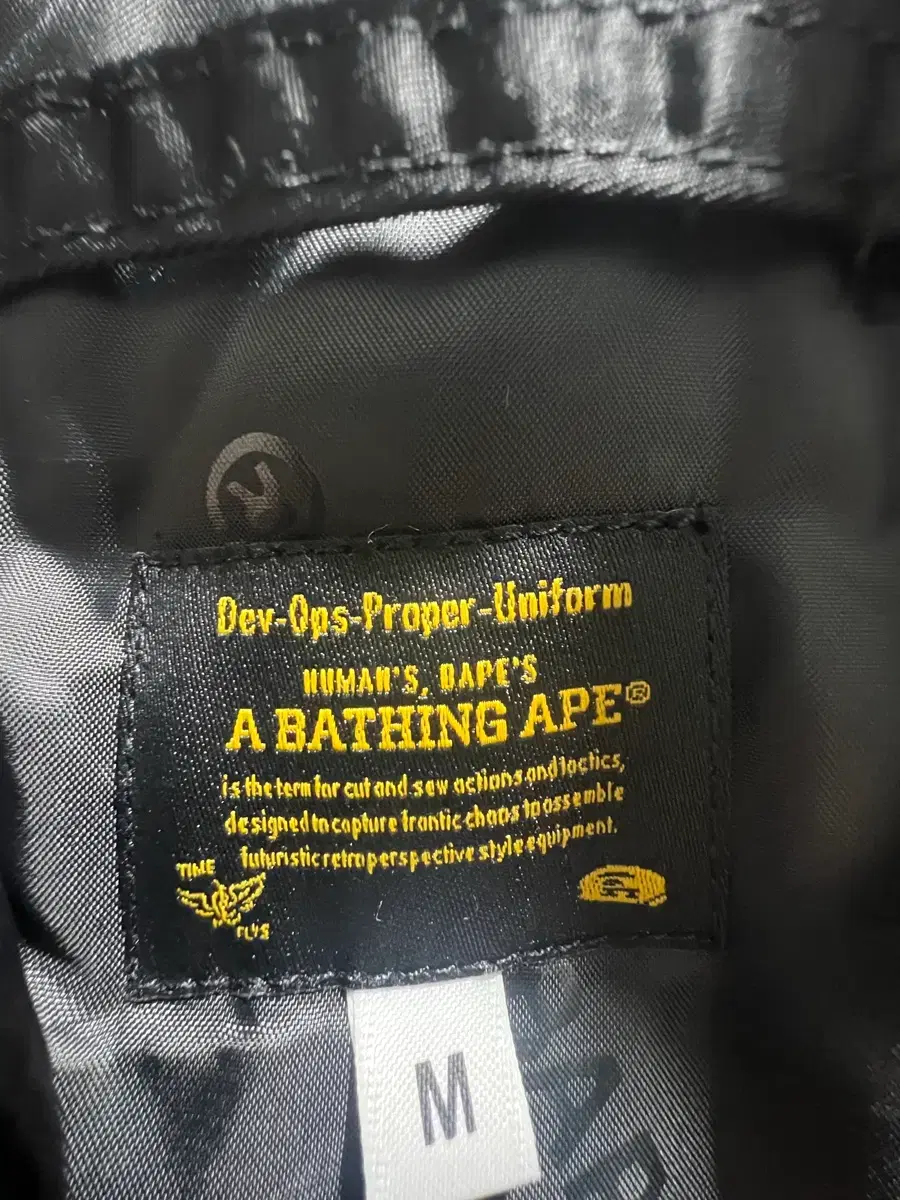 Dev-Ops-Proper-Uniform
HUMAN'S, BAPE'S
A BATHING APE®
is the term for cut and sew actions and tactics,
designed to capture frantic chaos to assemble
futuristic retro perspective style equipment.
TIME
FLYS
M